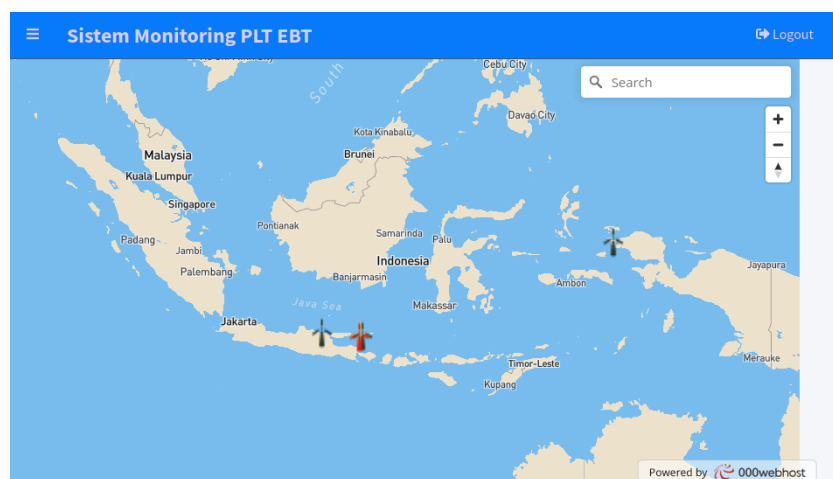 Sistem Monitoring PLT EBT
Logout
South
Cebu City
Search
Davao City
Kota Kinabalu
Malaysia
Brunei
Kuala Lumpur
Singapore
Pontianak
Samarinda
Padang
Jambi
Palu
Indonesia
Palembang
Banjarmasin
Ambon
Jayapura
Java Sea
Makassar
Jakarta
Timor-Leste
Merauke
Kupang
Powered by 000webhost